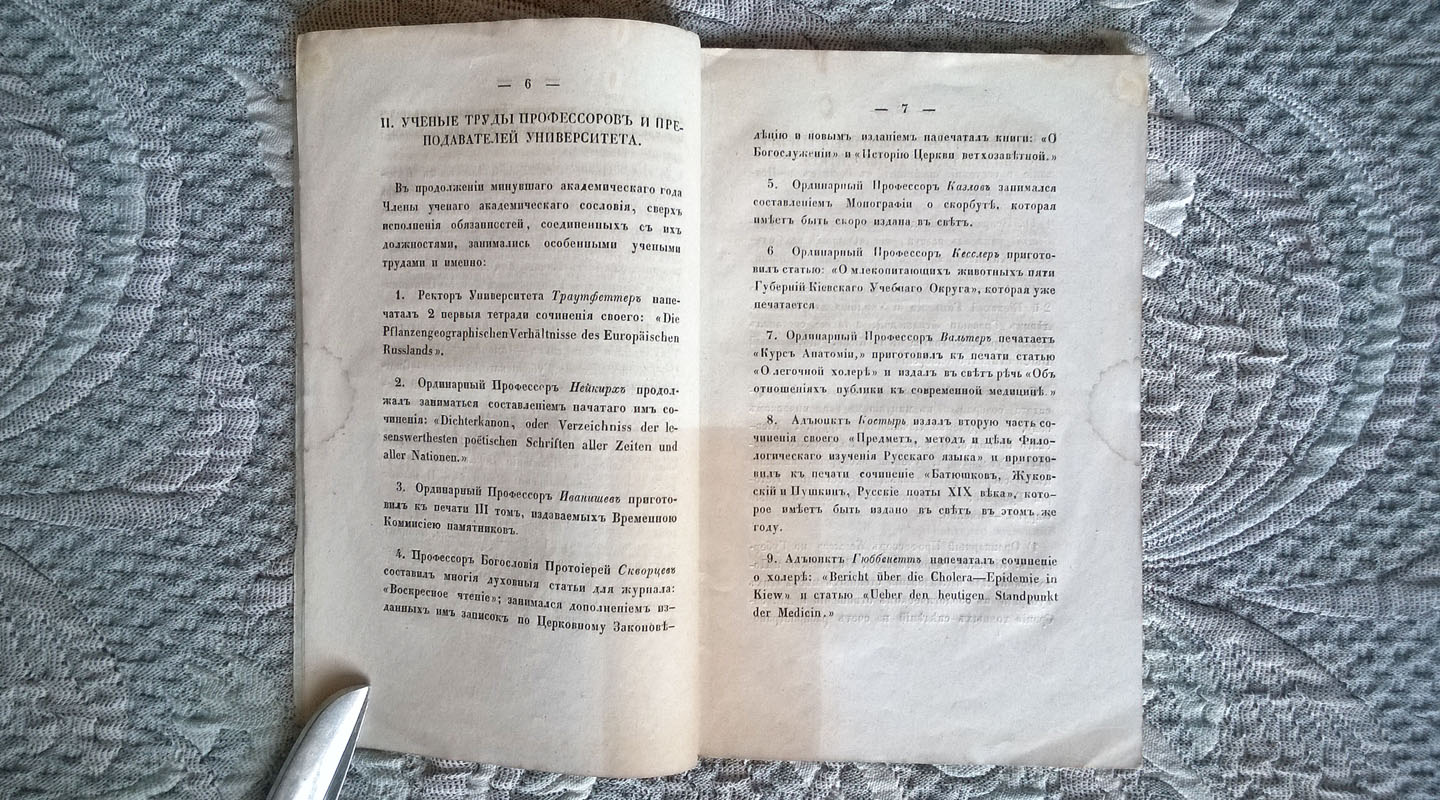 — 6 —
II. УЧЕНЫЕ ТРУДЫ ПРОФЕССОРОВЪ И ПРЕ-
ПОДАВАТЕЛЕЙ УНИВЕРСИТЕТА.
Въ продолженіи минувшаго академическаго года
Члены ученаго академическаго сословія, сверхъ
исполненія обязанностей, соединенныхъ съ ихъ
должностями, занимались особенными учеными
трудами и именно:
1. Ректоръ Университета Траутфеттеръ напе-
чаталъ 2 первыя тетради сочиненія своего: «Die
Pflanzengeographischen Verhältnisse des Europäischen
Russlands».
2. Ординарный Профессоръ Нейкирхъ продол-
жалъ заниматься составленіемъ начатаго имъ со-
чиненія: «Dichterkanon, oder Verzeichniss der le-
senswerthesten poëtischen Schriften aller Zeiten und
aller Nationen.»
3. Ординарный Профессоръ Иванишевъ пригото-
вилъ къ печати III томъ, издаваемыхъ Временною
Коммисіею памятниковъ.
4. Профессоръ Богословія Протоіерей Скворцевъ
составилъ многія духовныя статьи для журнала:
«Воскресное чтеніе»; занимался дополненіемъ из-
данныхъ имъ записокъ по Церковному Законовѣ-
— 7 —
дѣцію и новымъ изданіемъ напечаталъ книги: «О
Богослуженіи» и «Исторію Церкви ветхозавѣтной.»
5. Ординарный Профессоръ Казловъ занимался
составленіемъ Монографіи о скорбутѣ, которая
имѣетъ быть скоро издана въ свѣтъ.
6 Ординарный Профессоръ Кесслеръ пригото-
вилъ статью: «О млекопитающихъ животныхъ пяти
Губерній Кіевскаго Учебнаго Округа», которая уже
печатается
7. Ординарный Профессоръ Вальтеръ печатаетъ
«Курсъ Анатоміи,» приготовилъ къ печати статью
«О легочной холерѣ» и издалъ въ свѣтъ рѣчь «Объ
отношеніяхъ публики къ современной медицинѣ.»
8. Адъюнктъ Костырь издалъ вторую часть со-
чиненія своего «Предметъ, методъ и цѣль Фило-
логическаго изученія Русскаго языка» и пригото-
вилъ къ печати сочиненіе «Батюшковъ, Жуков-
скій и Пушкинъ, Русскіе поэты XIX вѣка», кото-
рое имѣетъ быть издано въ свѣтъ въ этомъ же
году.
9. Адъюнктъ Гюббенеттъ напечаталъ сочиненіе
о холерѣ: «Bericht über die Cholera—Epidemie in
Kiew» и статью «Ueber den heutigen Standpunkt
der Medicin.»